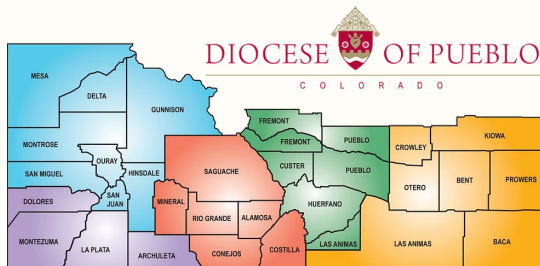 DIOCESE OF PUEBLO
COLORADO
MESA
DELTA
GUNNISON
FREMONT
KIOWA
MONTROSE
FREMONT
PUEBLO
CROWLEY
OURAY
SAN MIGUEL
HINSDALE
SAGUACHE
CUSTER
PUEBLO
OTERO
BENT
PROWERS
DOLORES
SAN
JUAN
MINERAL
RIO GRANDE
ALAMOSA
HUERFANO
MONTEZUMA
LA PLATA
ARCHULETA
CONEJOS
COSTILLA
LAS ANIMAS
LAS ANIMAS
BACA